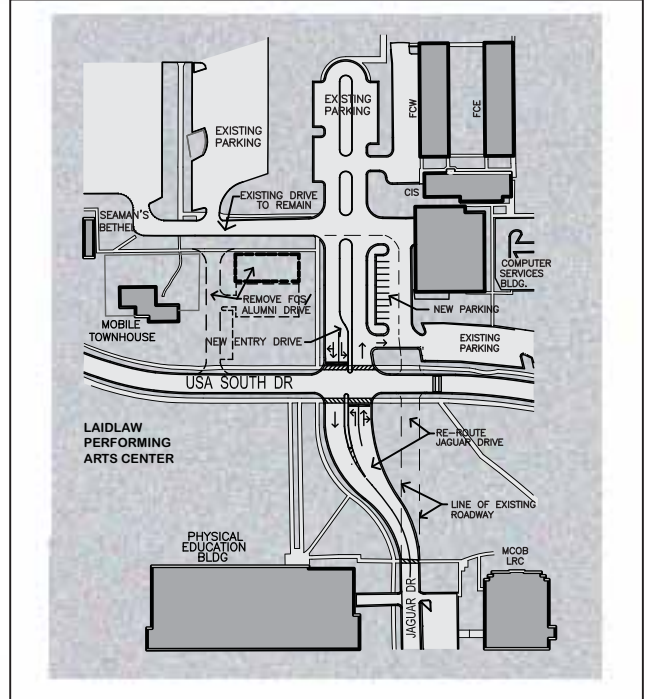 EXISTING
PARKING
FCW
FCE
EXISTING
PARKING
EXISTING DRIVE
TO REMAIN
CIS
SEAMAN'S
BETHEL
COMPUTER
SERVICES
BLDG.
REMOVE FCS/
ALUMNI DRIVE
NEW PARKING
MOBILE
TOWNHOUSE
NEW ENTRY DRIVE
EXISTING
PARKING
USA SOUTH DR
LAIDLAW
PERFORMING
ARTS CENTER
RE-ROUTE
JAGUAR DRIVE
LINE OF EXISTING
ROADWAY
PHYSICAL
EDUCATION
BLDG
MCOB
LRC
JAGUAR DR